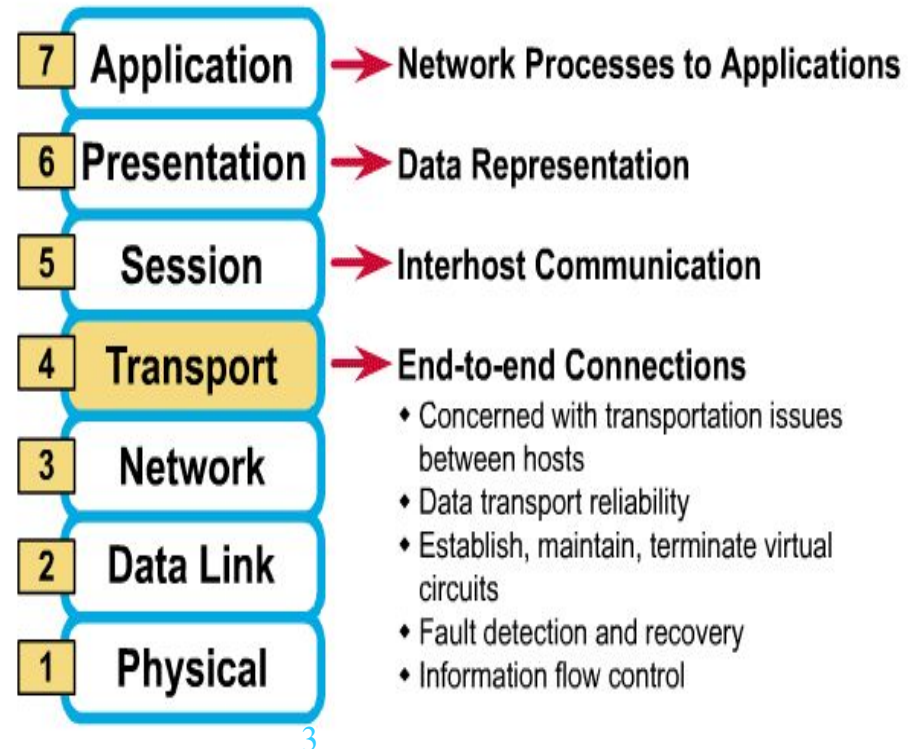 7 Application Network Processes to Applications
6 Presentation Data Representation
5 Session Interhost Communication
4 Transport End-to-end Connections
• Concerned with transportation issues
between hosts
• Data transport reliability
3 Network
• Establish, maintain, terminate virtual
circuits
2 Data Link
• Fault detection and recovery
• Information flow control
1 Physical
3